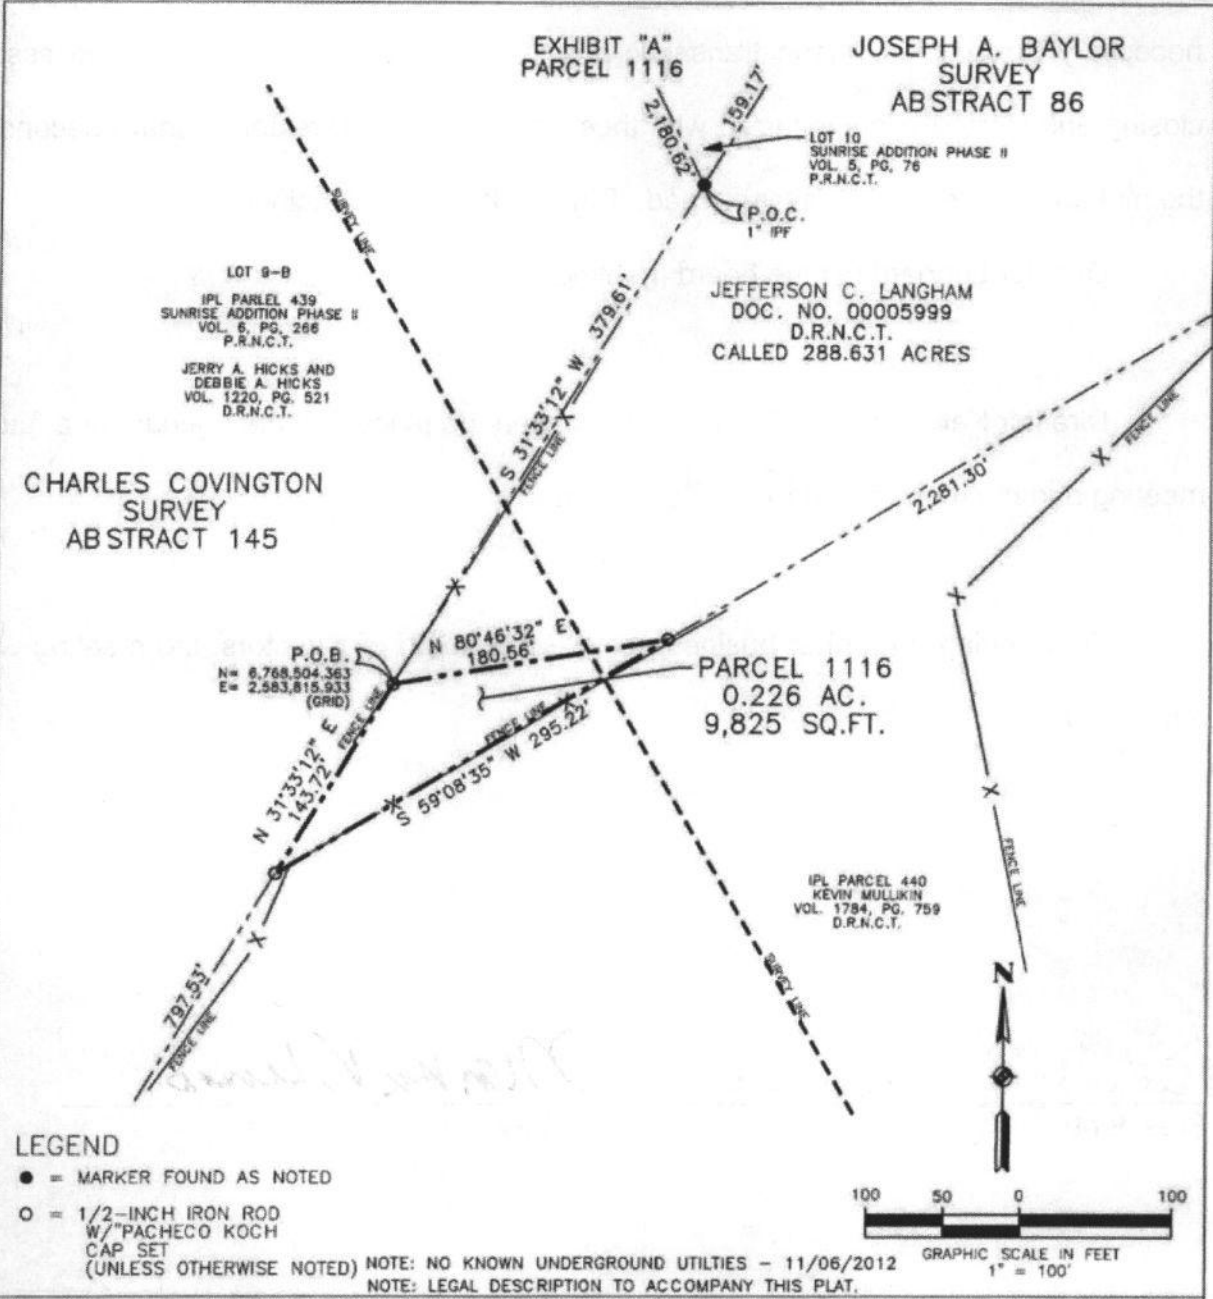 EXHIBIT "A"
PARCEL 1116
JOSEPH A. BAYLOR
SURVEY
ABSTRACT 86
2,180.62'
159.17'
LOT 10
SUNRISE ADDITION PHASE II
VOL. 5, PG. 76
P.R.N.C.T.
P.O.C.
1" IPF
SURVEY LINE
LOT 9-B
IPL PARLEL 439
SUNRISE ADDITION PHASE II
VOL. 6, PG. 266
P.R.N.C.T.
JERRY A. HICKS AND
DEBBIE A. HICKS
VOL. 1220, PG. 521
D.R.N.C.T.
JEFFERSON C. LANGHAM
DOC. NO. 00005999
D.R.N.C.T.
CALLED 288.631 ACRES
S 31°33'12" W 379.61'
FENCE LINE
FENCE LINE
2,281.30'
CHARLES COVINGTON
SURVEY
ABSTRACT 145
N 80°46'32" E
180.56'
P.O.B.
N= 6,768,504.363
E= 2,583,815.933
(GRID)
PARCEL 1116
0.226 AC.
9,825 SQ.FT.
FENCE LINE
N 31°33'12" E
143.72'
FENCE LINE
S 59°08'35" W 295.22'
FENCE LINE
IPL PARCEL 440
KEVIN MULLIKIN
VOL. 1784, PG. 759
D.R.N.C.T.
SURVEY LINE
797.53'
FENCE LINE
N
LEGEND
● = MARKER FOUND AS NOTED
○ = 1/2-INCH IRON ROD
W/"PACHECO KOCH
CAP SET
(UNLESS OTHERWISE NOTED)
NOTE: NO KNOWN UNDERGROUND UTILTIES - 11/06/2012
NOTE: LEGAL DESCRIPTION TO ACCOMPANY THIS PLAT.
100 50 0 100
GRAPHIC SCALE IN FEET
1" = 100'